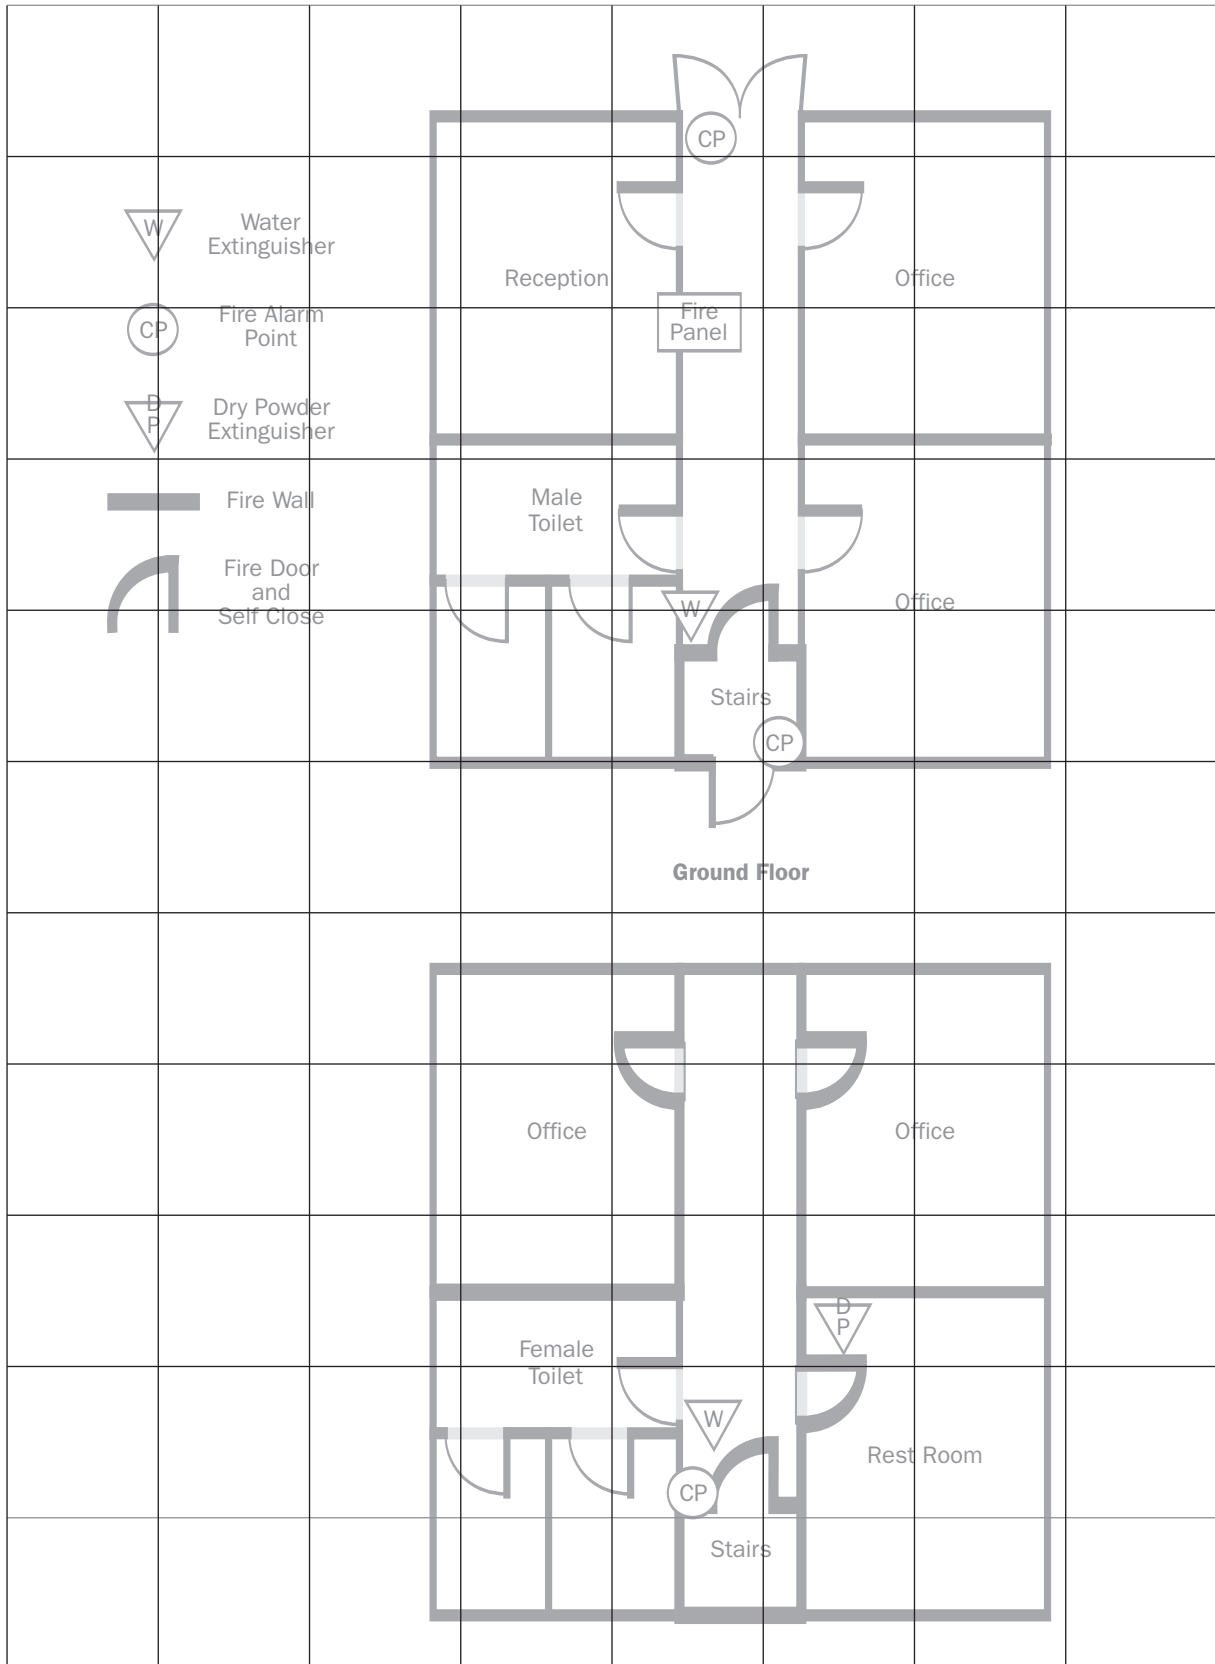 CP
W
Water
Extinguisher
Reception
Office
CP
Fire Alarm
Point
Fire
Panel
D
P
Dry Powder
Extinguisher
Fire Wall
Male
Toilet
Fire Door
and
Self Close
W
Office
Stairs
CP
Ground Floor
Office
Office
D
P
Female
Toilet
W
Rest Room
CP
Stairs